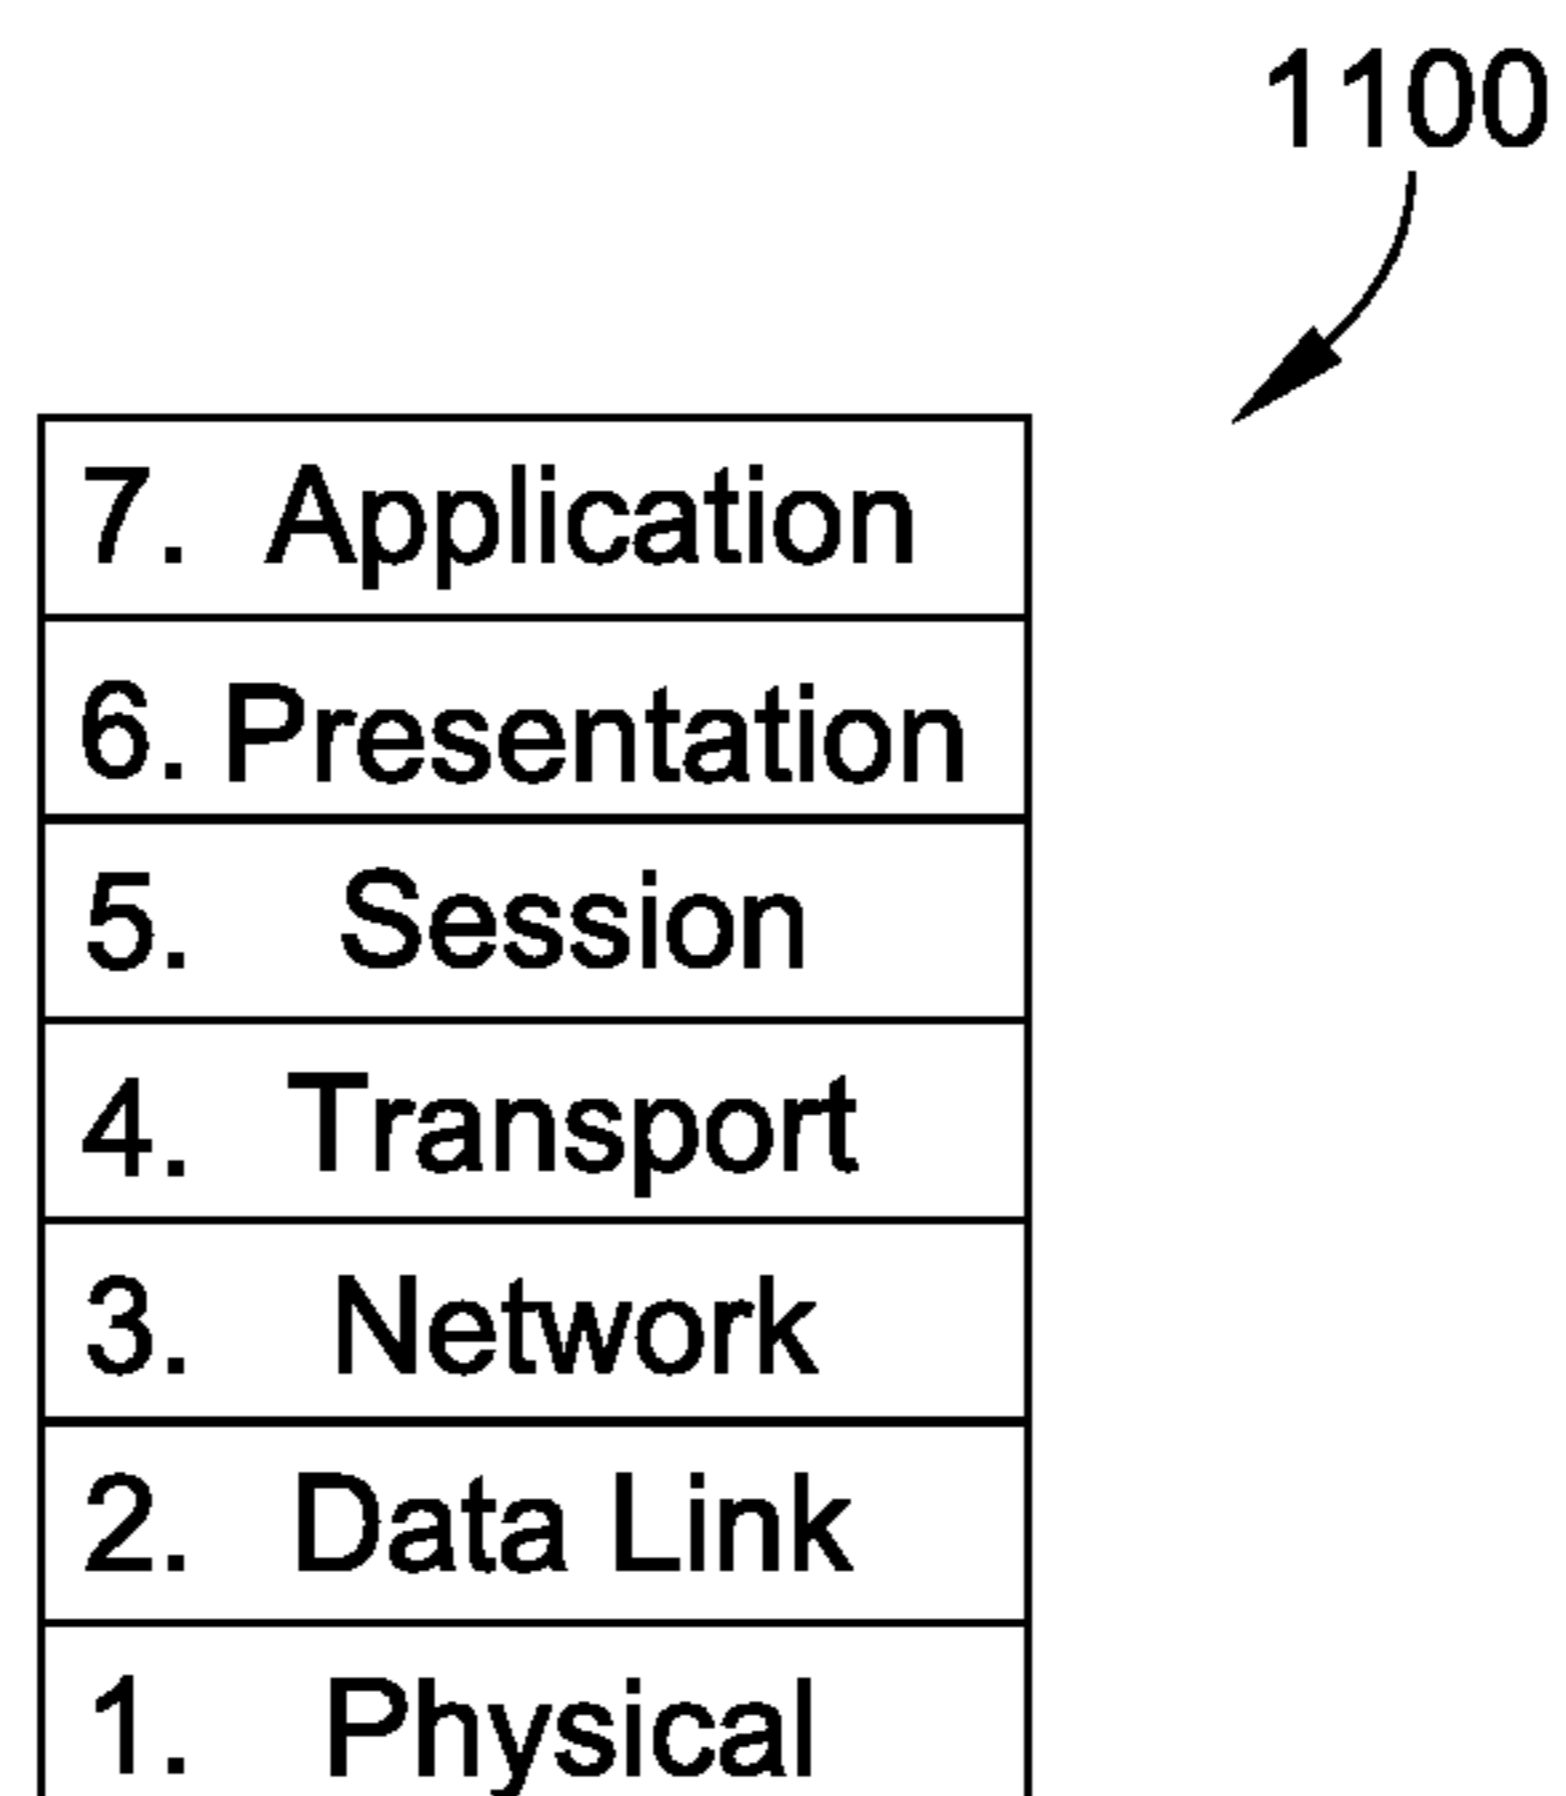 1100
7. Application
6. Presentation
5. Session
4. Transport
3. Network
2. Data Link
1. Physical